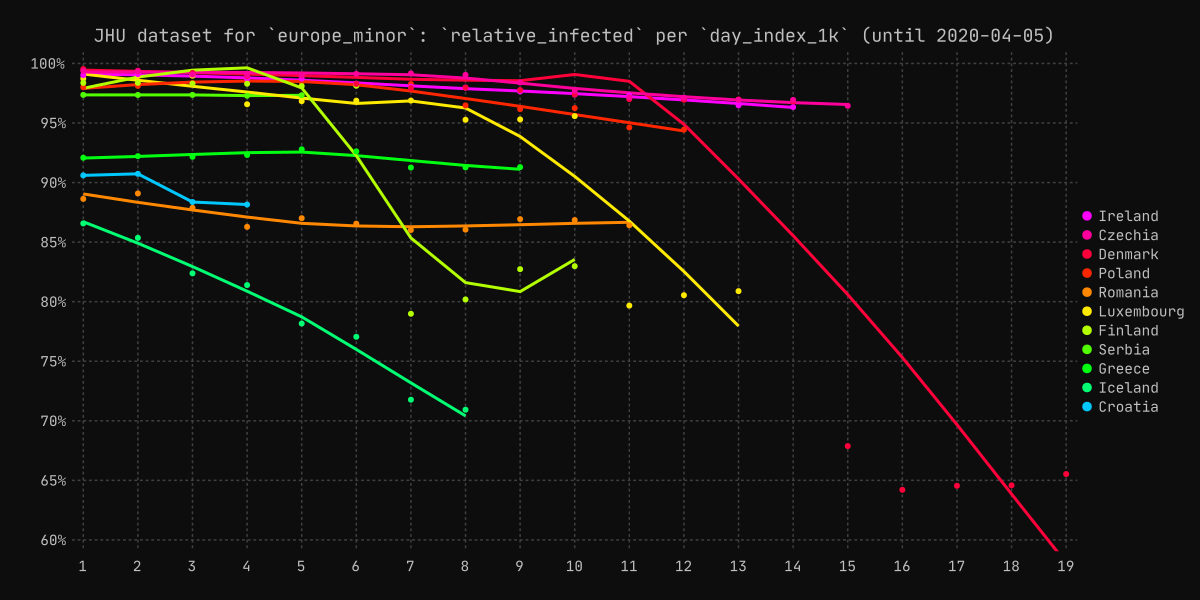 JHU dataset for `europe_minor`: `relative_infected` per `day_index_1k` (until 2020-04-05)
100%
95%
90%
85%
80%
75%
70%
65%
60%
1 2 3 4 5 6 7 8 9 10 11 12 13 14 15 16 17 18 19
Ireland
Czechia
Denmark
Poland
Romania
Luxembourg
Finland
Serbia
Greece
Iceland
Croatia